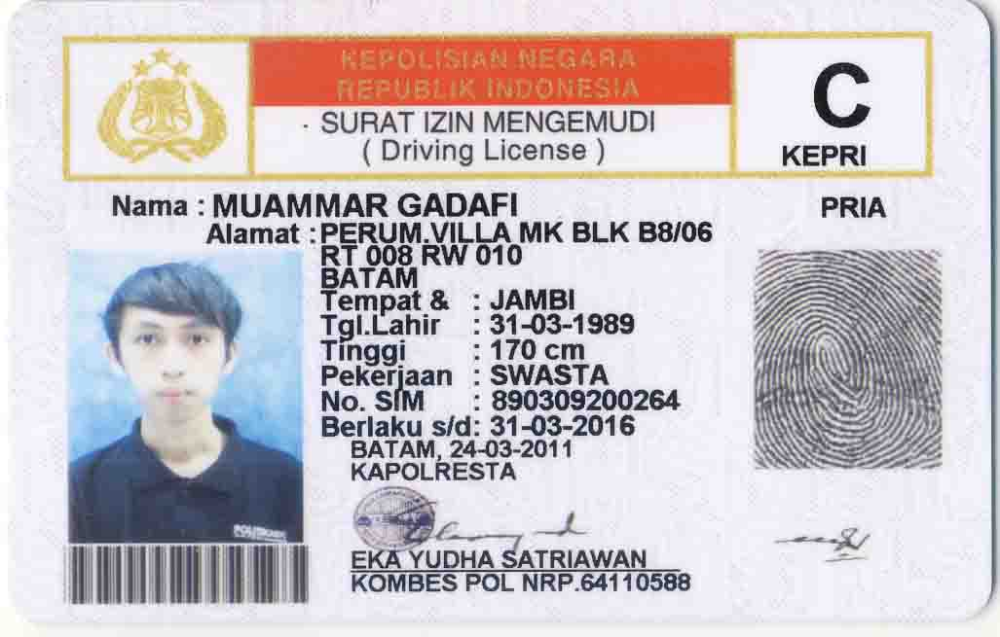 KEPOLISIAN NEGARA
REPUBLIK INDONESIA
SURAT IZIN MENGEMUDI
( Driving License )
C
KEPRI
Nama : MUAMMAR GADAFI
PRIA
Alamat : PERUM.VILLA MK BLK B8/06
RT 008 RW 010
BATAM
Tempat & : JAMBI
Tgl.Lahir : 31-03-1989
Tinggi : 170 cm
Pekerjaan : SWASTA
No. SIM : 890309200264
Berlaku s/d: 31-03-2016
BATAM, 24-03-2011
KAPOLRESTA
EKA YUDHA SATRIAWAN
KOMBES POL NRP.64110588